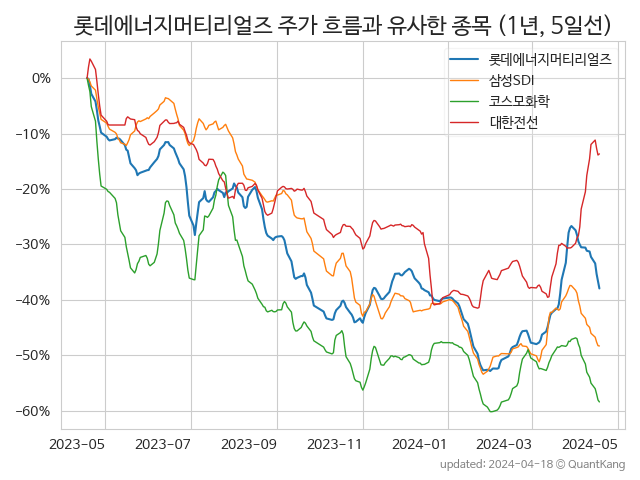 롯데에너지머티리얼즈 주가 흐름과 유사한 종목 (1년, 5일선)
롯데에너지머티리얼즈
삼성SDI
코스모화학
대한전선
0%
−10%
−20%
−30%
−40%
−50%
−60%
2023-05 2023-07 2023-09 2023-11 2024-01 2024-03 2024-05
updated: 2024-04-18 © QuantKang